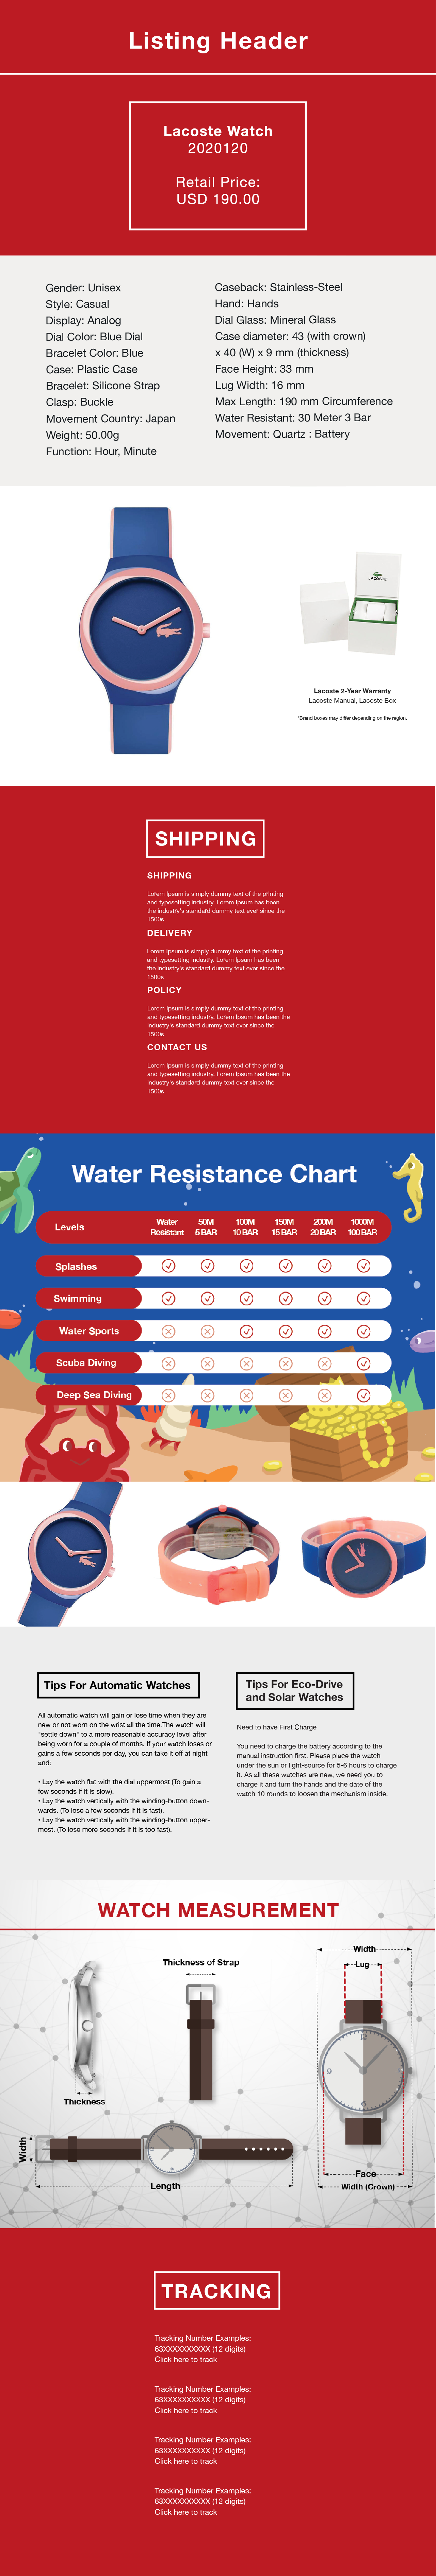 Listing Header
Lacoste Watch
2020120
Retail Price:
USD 190.00
Gender: Unisex
Style: Casual
Display: Analog
Dial Color: Blue Dial
Bracelet Color: Blue
Case: Plastic Case
Bracelet: Silicone Strap
Clasp: Buckle
Movement Country: Japan
Weight: 50.00g
Function: Hour, Minute
Caseback: Stainless-Steel
Hand: Hands
Dial Glass: Mineral Glass
Case diameter: 43 (with crown)
x 40 (W) x 9 mm (thickness)
Face Height: 33 mm
Lug Width: 16 mm
Max Length: 190 mm Circumference
Water Resistant: 30 Meter 3 Bar
Movement: Quartz : Battery
LACOSTE
Lacoste 2-Year Warranty
Lacoste Manual, Lacoste Box
*Brand boxes may differ depending on the region.
SHIPPING
SHIPPING
Lorem Ipsum is simply dummy text of the printing
and typesetting industry. Lorem Ipsum has been
the industry's standard dummy text ever since the
1500s
DELIVERY
Lorem Ipsum is simply dummy text of the printing
and typesetting industry. Lorem Ipsum has been
the industry's standard dummy text ever since the
1500s
POLICY
Lorem Ipsum is simply dummy text of the printing
and typesetting industry. Lorem Ipsum has been the
industry's standard dummy text ever since the
1500s
CONTACT US
Lorem Ipsum is simply dummy text of the printing
and typesetting industry. Lorem Ipsum has been the
industry's standard dummy text ever since the
1500s
Water Resistance Chart
Levels
Water
Resistant
50M
5 BAR
100M
10 BAR
150M
15 BAR
200M
20 BAR
1000M
100 BAR
Splashes
Swimming
Water Sports
Scuba Diving
Deep Sea Diving
Tips For Automatic Watches
All automatic watch will gain or lose time when they are
new or not worn on the wrist all the time.The watch will
"settle down" to a more reasonable accuracy level after
being worn for a couple of months. If your watch loses or
gains a few seconds per day, you can take it off at night
and:
• Lay the watch flat with the dial uppermost (To gain a
few seconds if it is slow).
• Lay the watch vertically with the winding-button down-
wards. (To lose a few seconds if it is fast).
• Lay the watch vertically with the winding-button upper-
most. (To lose more seconds if it is too fast).
Tips For Eco-Drive
and Solar Watches
Need to have First Charge
You need to charge the battery according to the
manual instruction first. Please place the watch
under the sun or light-source for 5-6 hours to charge
it. As all these watches are new, we need you to
charge it and turn the hands and the date of the
watch 10 rounds to loosen the mechanism inside.
WATCH MEASUREMENT
Thickness of Strap
Thickness
Width
Length
Width
Lug
12
Face
Width (Crown)
TRACKING
Tracking Number Examples:
63XXXXXXXXXX (12 digits)
Click here to track
Tracking Number Examples:
63XXXXXXXXXX (12 digits)
Click here to track
Tracking Number Examples:
63XXXXXXXXXX (12 digits)
Click here to track
Tracking Number Examples:
63XXXXXXXXXX (12 digits)
Click here to track